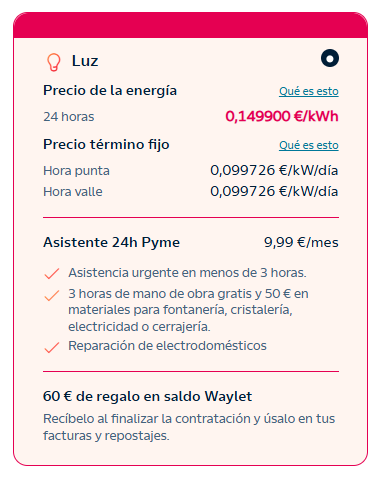 Luz
Precio de la energía Qué es esto
24 horas 0,149900 €/kWh
Precio término fijo Qué es esto
Hora punta 0,099726 €/kW/día
Hora valle 0,099726 €/kW/día
Asistente 24h Pyme 9,99 €/mes
Asistencia urgente en menos de 3 horas.
3 horas de mano de obra gratis y 50 € en
materiales para fontanería, cristalería,
electricidad o cerrajería.
Reparación de electrodomésticos
60 € de regalo en saldo Waylet
Recíbelo al finalizar la contratación y úsalo en tus
facturas y repostajes.